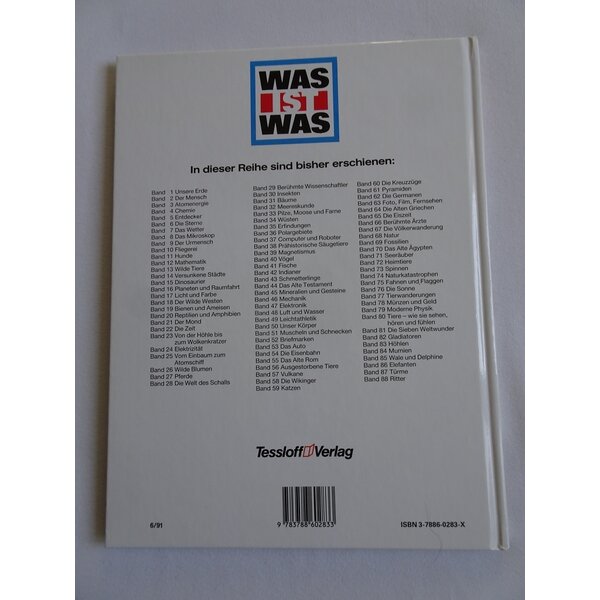 WAS
IST
WAS
In dieser Reihe sind bisher erschienen:
Band 1 Unsere Erde
Band 2 Der Mensch
Band 3 Atomenergie
Band 4 Chemie
Band 5 Entdecker
Band 6 Die Sterne
Band 7 Das Wetter
Band 8 Das Mikroskop
Band 9 Der Urmensch
Band 10 Fliegerei
Band 11 Hunde
Band 12 Mathematik
Band 13 Wilde Tiere
Band 14 Versunkene Städte
Band 15 Dinosaurier
Band 16 Planeten und Raumfahrt
Band 17 Licht und Farbe
Band 18 Der Wilde Westen
Band 19 Bienen und Ameisen
Band 20 Reptilien und Amphibien
Band 21 Der Mond
Band 22 Die Zeit
Band 23 Von der Höhle bis
zum Wolkenkratzer
Band 24 Elektrizität
Band 25 Vom Einbaum zum
Atomschiff
Band 26 Wilde Blumen
Band 27 Pferde
Band 28 Die Welt des Schalls
Band 29 Berühmte Wissenschaftler
Band 30 Insekten
Band 31 Bäume
Band 32 Meereskunde
Band 33 Pilze, Moose und Farne
Band 34 Wüsten
Band 35 Erfindungen
Band 36 Polargebiete
Band 37 Computer und Roboter
Band 38 Prähistorische Säugetiere
Band 39 Magnetismus
Band 40 Vögel
Band 41 Fische
Band 42 Indianer
Band 43 Schmetterlinge
Band 44 Das Alte Testament
Band 45 Mineralien und Gesteine
Band 46 Mechanik
Band 47 Elektronik
Band 48 Luft und Wasser
Band 49 Leichtathletik
Band 50 Unser Körper
Band 51 Muscheln und Schnecken
Band 52 Briefmarken
Band 53 Das Auto
Band 54 Die Eisenbahn
Band 55 Das Alte Rom
Band 56 Ausgestorbene Tiere
Band 57 Vulkane
Band 58 Die Wikinger
Band 59 Katzen
Band 60 Die Kreuzzüge
Band 61 Pyramiden
Band 62 Die Germanen
Band 63 Foto, Film, Fernsehen
Band 64 Die Alten Griechen
Band 65 Die Eiszeit
Band 66 Berühmte Ärzte
Band 67 Die Völkerwanderung
Band 68 Natur
Band 69 Fossilien
Band 70 Das Alte Ägypten
Band 71 Seeräuber
Band 72 Heimtiere
Band 73 Spinnen
Band 74 Naturkatastrophen
Band 75 Fahnen und Flaggen
Band 76 Die Sonne
Band 77 Tierwanderungen
Band 78 Münzen und Geld
Band 79 Moderne Physik
Band 80 Tiere – wie sie sehen,
hören und fühlen
Band 81 Die Sieben Weltwunder
Band 82 Gladiatoren
Band 83 Höhlen
Band 84 Mumien
Band 85 Wale und Delphine
Band 86 Elefanten
Band 87 Türme
Band 88 Ritter
Tessloff Verlag
6/91
9 783788 602833
ISBN 3-7886-0283-X